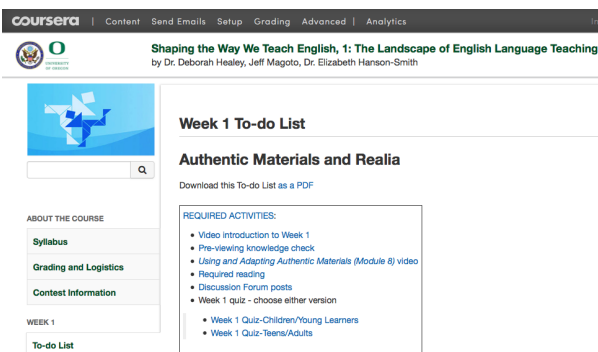 coursera | Content Send Emails Setup Grading Advanced | Analytics In
O
UNIVERSITY
OF OREGON
Shaping the Way We Teach English, 1: The Landscape of English Language Teaching
by Dr. Deborah Healey, Jeff Magoto, Dr. Elizabeth Hanson-Smith
Week 1 To-do List
Authentic Materials and Realia
Download this To-do List as a PDF
ABOUT THE COURSE
Syllabus
Grading and Logistics
Contest Information
WEEK 1
To-do List
REQUIRED ACTIVITIES:
• Video introduction to Week 1
• Pre-viewing knowledge check
• Using and Adapting Authentic Materials (Module 8) video
• Required reading
• Discussion Forum posts
• Week 1 quiz - choose either version
• Week 1 Quiz-Children/Young Learners
• Week 1 Quiz-Teens/Adults